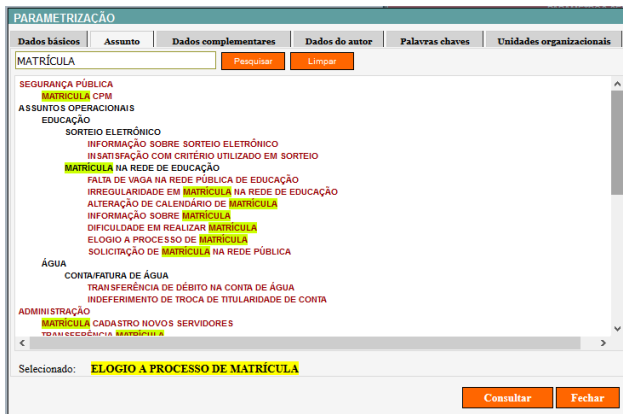 PARAMETRIZAÇÃO
Dados básicos Assunto Dados complementares Dados do autor Palavras chaves Unidades organizacionais
MATRÍCULA Pesquisar Limpar
SEGURANÇA PÚBLICA
MATRICULA CPM
ASSUNTOS OPERACIONAIS
EDUCAÇÃO
SORTEIO ELETRÔNICO
INFORMAÇÃO SOBRE SORTEIO ELETRÔNICO
INSATISFAÇÃO COM CRITÉRIO UTILIZADO EM SORTEIO
MATRÍCULA NA REDE DE EDUCAÇÃO
FALTA DE VAGA NA REDE PÚBLICA DE EDUCAÇÃO
IRREGULARIDADE EM MATRÍCULA NA REDE DE EDUCAÇÃO
ALTERAÇÃO DE CALENDÁRIO DE MATRÍCULA
INFORMAÇÃO SOBRE MATRÍCULA
DIFICULDADE EM REALIZAR MATRÍCULA
ELOGIO A PROCESSO DE MATRÍCULA
SOLICITAÇÃO DE MATRÍCULA NA REDE PÚBLICA
ÁGUA
CONTA/FATURA DE ÁGUA
TRANSFERÊNCIA DE DÉBITO NA CONTA DE ÁGUA
INDEFERIMENTO DE TROCA DE TITULARIDADE DE CONTA
ADMINISTRAÇÃO
MATRÍCULA CADASTRO NOVOS SERVIDORES
TRANSFERÊNCIA MATRÍCULA
Selecionado: ELOGIO A PROCESSO DE MATRÍCULA
Consultar Fechar